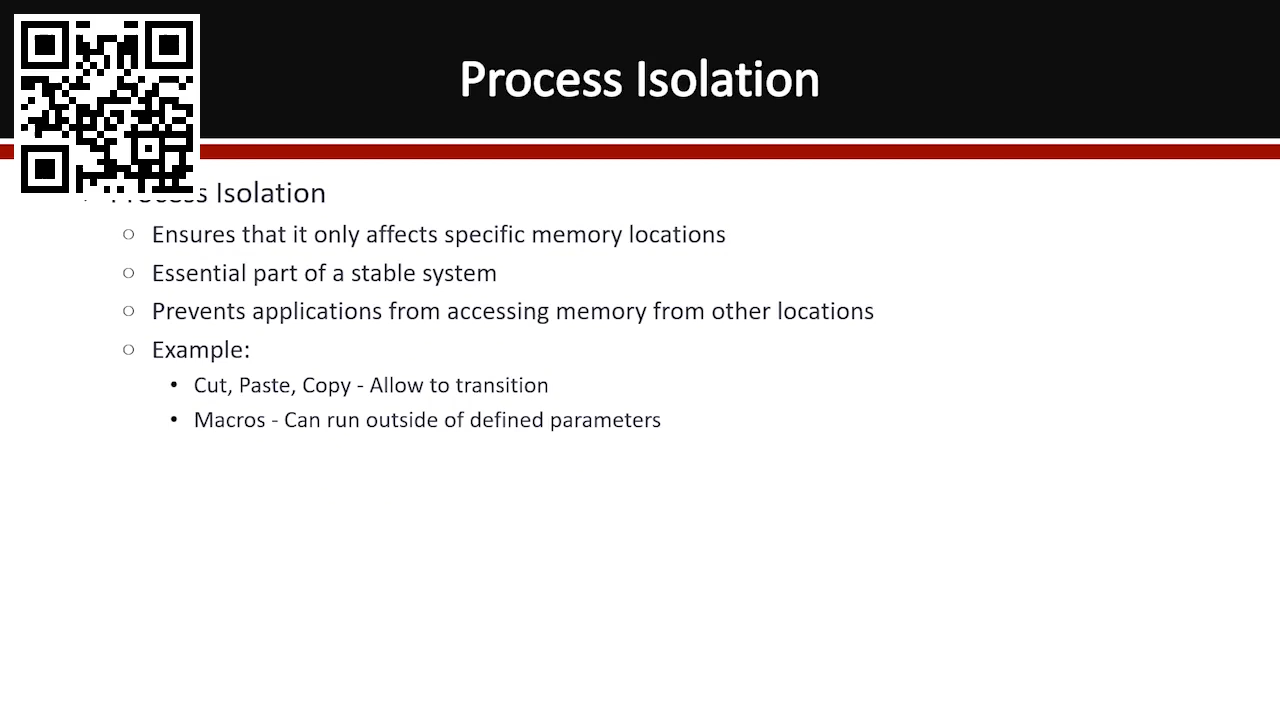 Process Isolation
Process Isolation
Ensures that it only affects specific memory locations
Essential part of a stable system
Prevents applications from accessing memory from other locations
Example:
Cut, Paste, Copy - Allow to transition
Macros - Can run outside of defined parameters